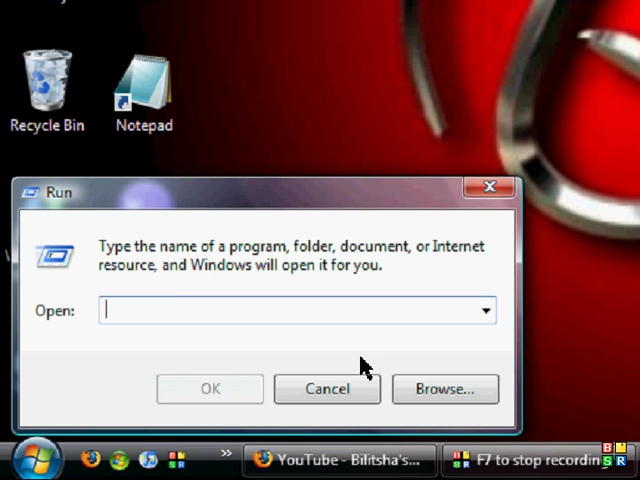 Recycle Bin
Notepad
Run
Type the name of a program, folder, document, or Internet
resource, and Windows will open it for you.
Open:
OK
Cancel
Browse...
YouTube - Bilitsha's...
F7 to stop recording
B
S R